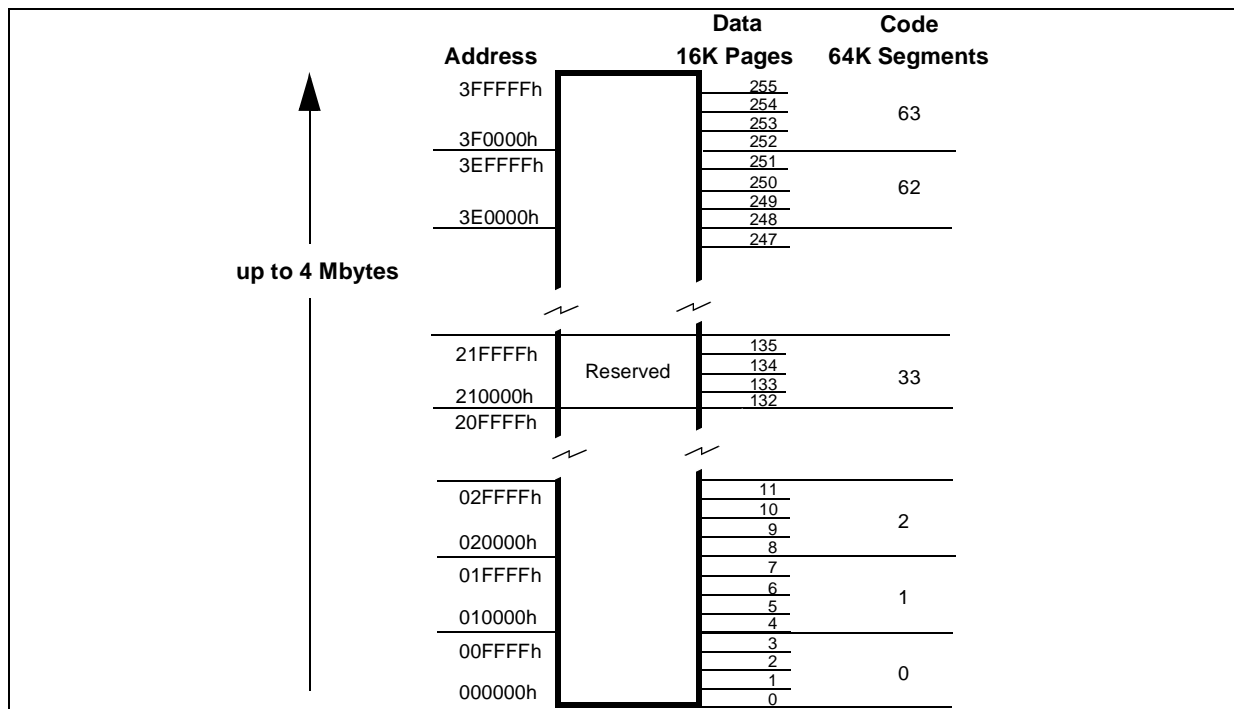 Data
Code
Address
16K Pages
64K Segments
3FFFFFh
255
254
253
63
3F0000h
252
3EFFFFh
251
250
62
249
3E0000h
248
247
up to 4 Mbytes
21FFFFh
135
Reserved
134
33
133
210000h
132
20FFFFh
02FFFFh
11
10
2
9
020000h
8
01FFFFh
7
6
1
5
010000h
4
00FFFFh
3
2
0
1
000000h
0